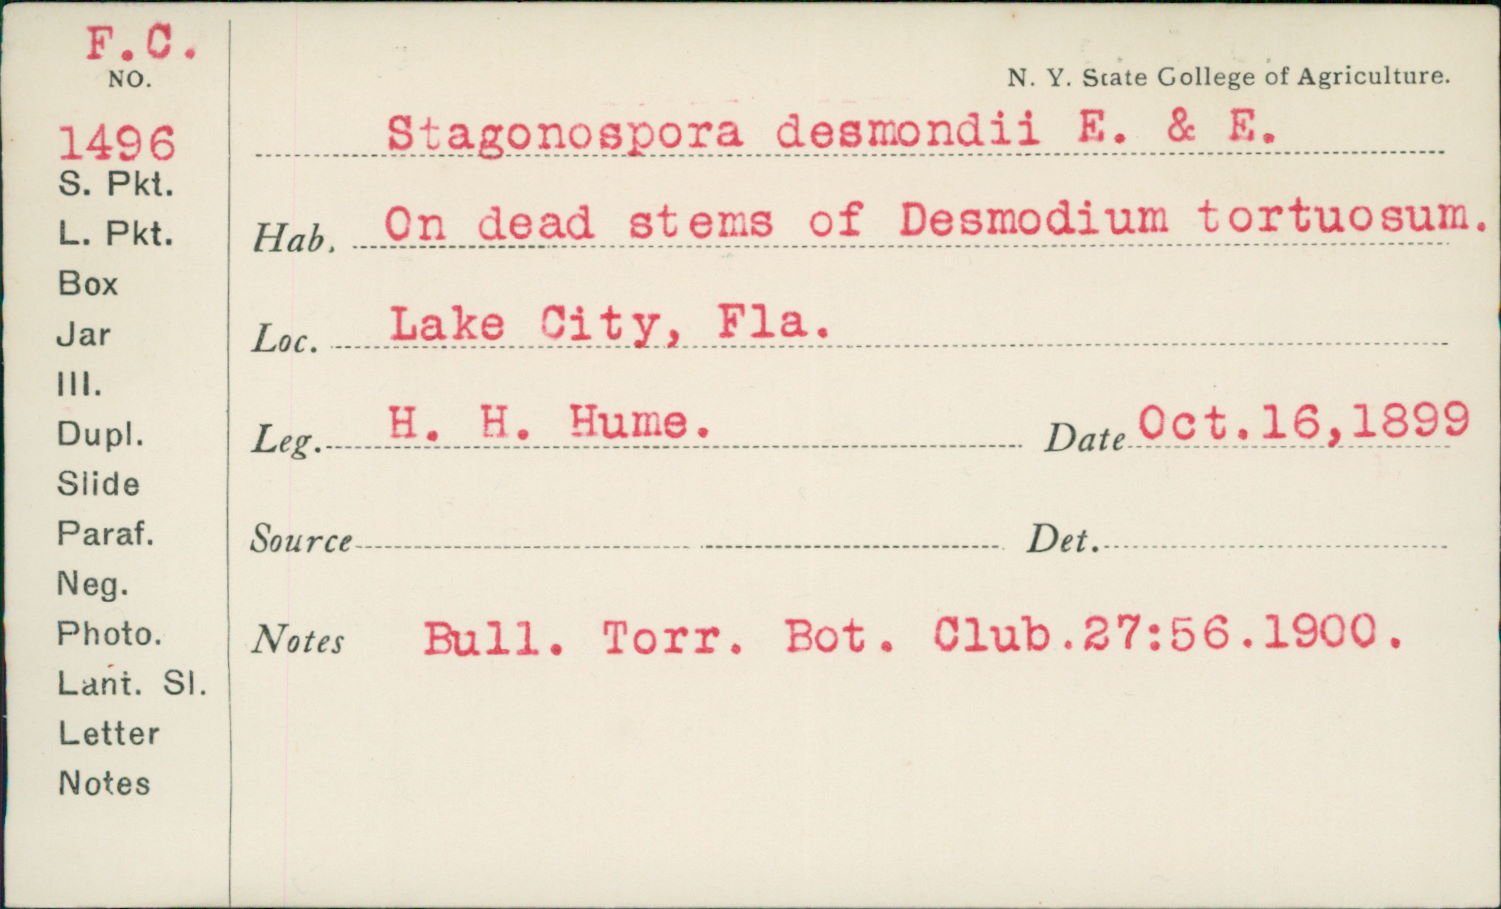 F.C.
NO.
1496
S. Pkt.
L. Pkt.
Box
Jar
Ill.
Dupl.
Slide
Paraf.
Neg.
Photo.
Lant. Sl.
Letter
Notes
N. Y. State College of Agriculture.
Stagonospora desmondii E. & E.
Hab. On dead stems of Desmodium tortuosum.
Loc. Lake City, Fla.
Leg. H. H. Hume. Date Oct.16,1899
Source Det.
Notes Bull. Torr. Bot. Club.27:56.1900.